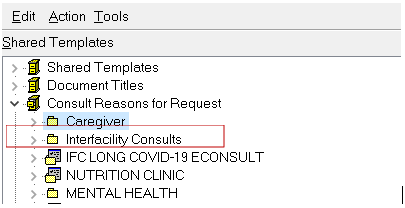 Edit Action Tools
Shared Templates
Shared Templates
Document Titles
Consult Reasons for Request
Caregiver
Interfacility Consults
IFC LONG COVID-19 ECONSULT
NUTRITION CLINIC
MENTAL HEALTH